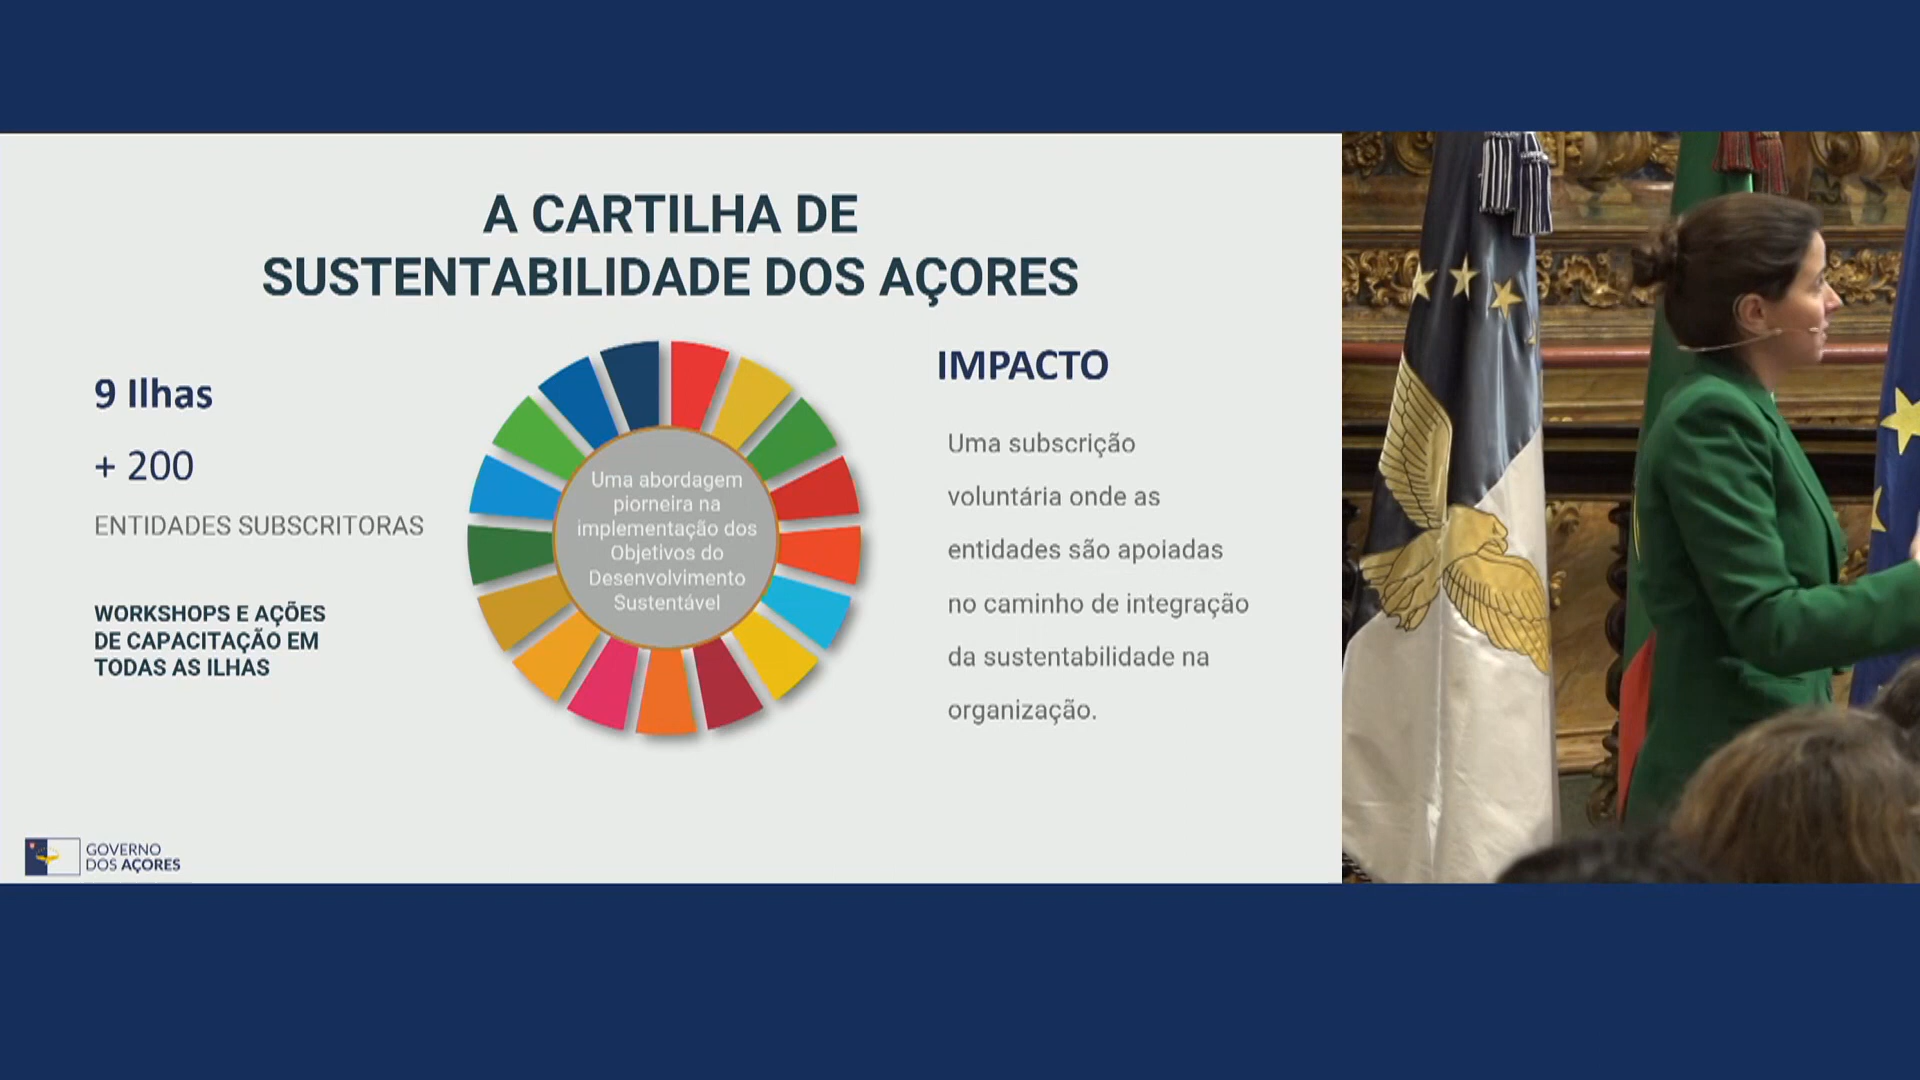 A CARTILHA DE
SUSTENTABILIDADE DOS AÇORES
9 Ilhas
+ 200
ENTIDADES SUBSCRITORAS
WORKSHOPS E AÇÕES
DE CAPACITAÇÃO EM
TODAS AS ILHAS
Uma abordagem
piorneira na
implementação dos
Objetivos do
Desenvolvimento
Sustentável
IMPACTO
Uma subscrição
voluntária onde as
entidades são apoiadas
no caminho de integração
da sustentabilidade na
organização.
GOVERNO
DOS AÇORES